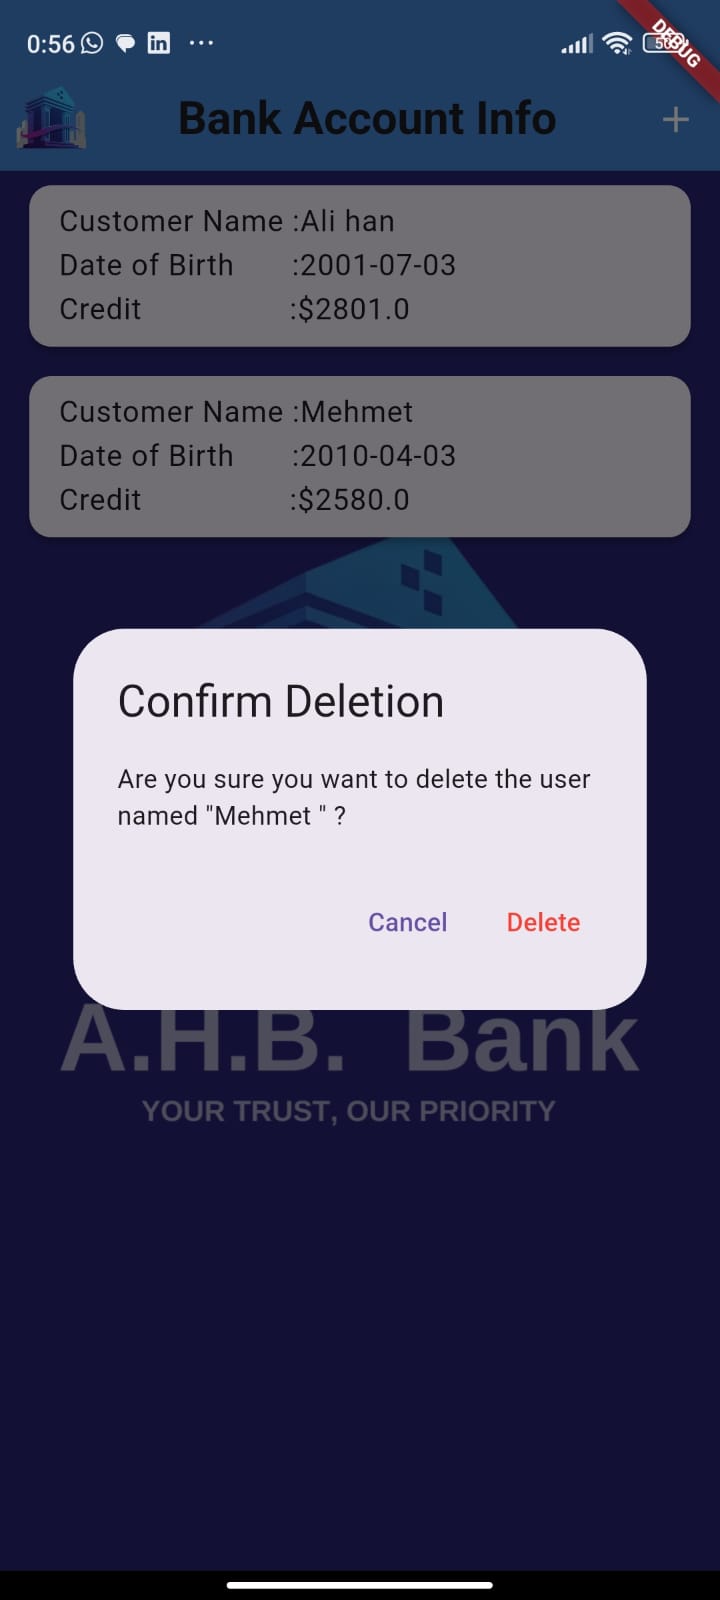 0:56
DEBUG
Bank Account Info
Customer Name :Ali han
Date of Birth :2001-07-03
Credit :$2801.0
Customer Name :Mehmet
Date of Birth :2010-04-03
Credit :$2580.0
Confirm Deletion
Are you sure you want to delete the user
named "Mehmet " ?
Cancel Delete
A.H.B. Bank
YOUR TRUST, OUR PRIORITY